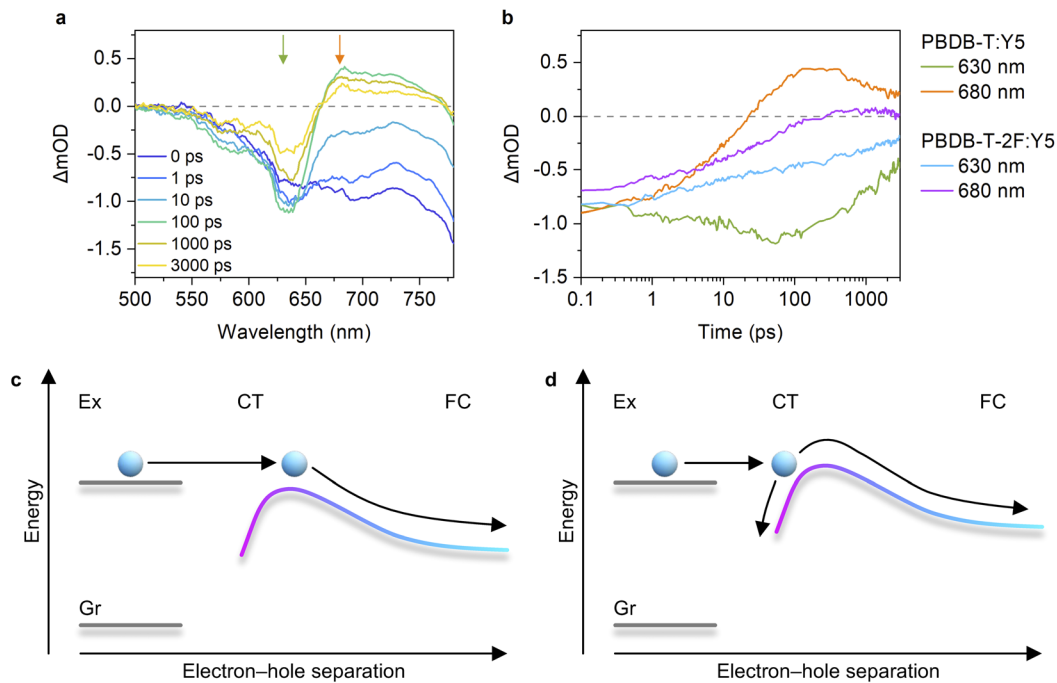 a
ΔmOD
0.5
0.0
-0.5
-1.0
-1.5
0 ps
1 ps
10 ps
100 ps
1000 ps
3000 ps
500 550 600 650 700 750
Wavelength (nm)
b
ΔmOD
0.5
0.0
-0.5
-1.0
-1.5
0.1 1 10 100 1000
Time (ps)
PBDB-T:Y5
630 nm
680 nm
PBDB-T-2F:Y5
630 nm
680 nm
c
Energy
Ex CT FC
Gr
Electron–hole separation
d
Energy
Ex CT FC
Gr
Electron–hole separation